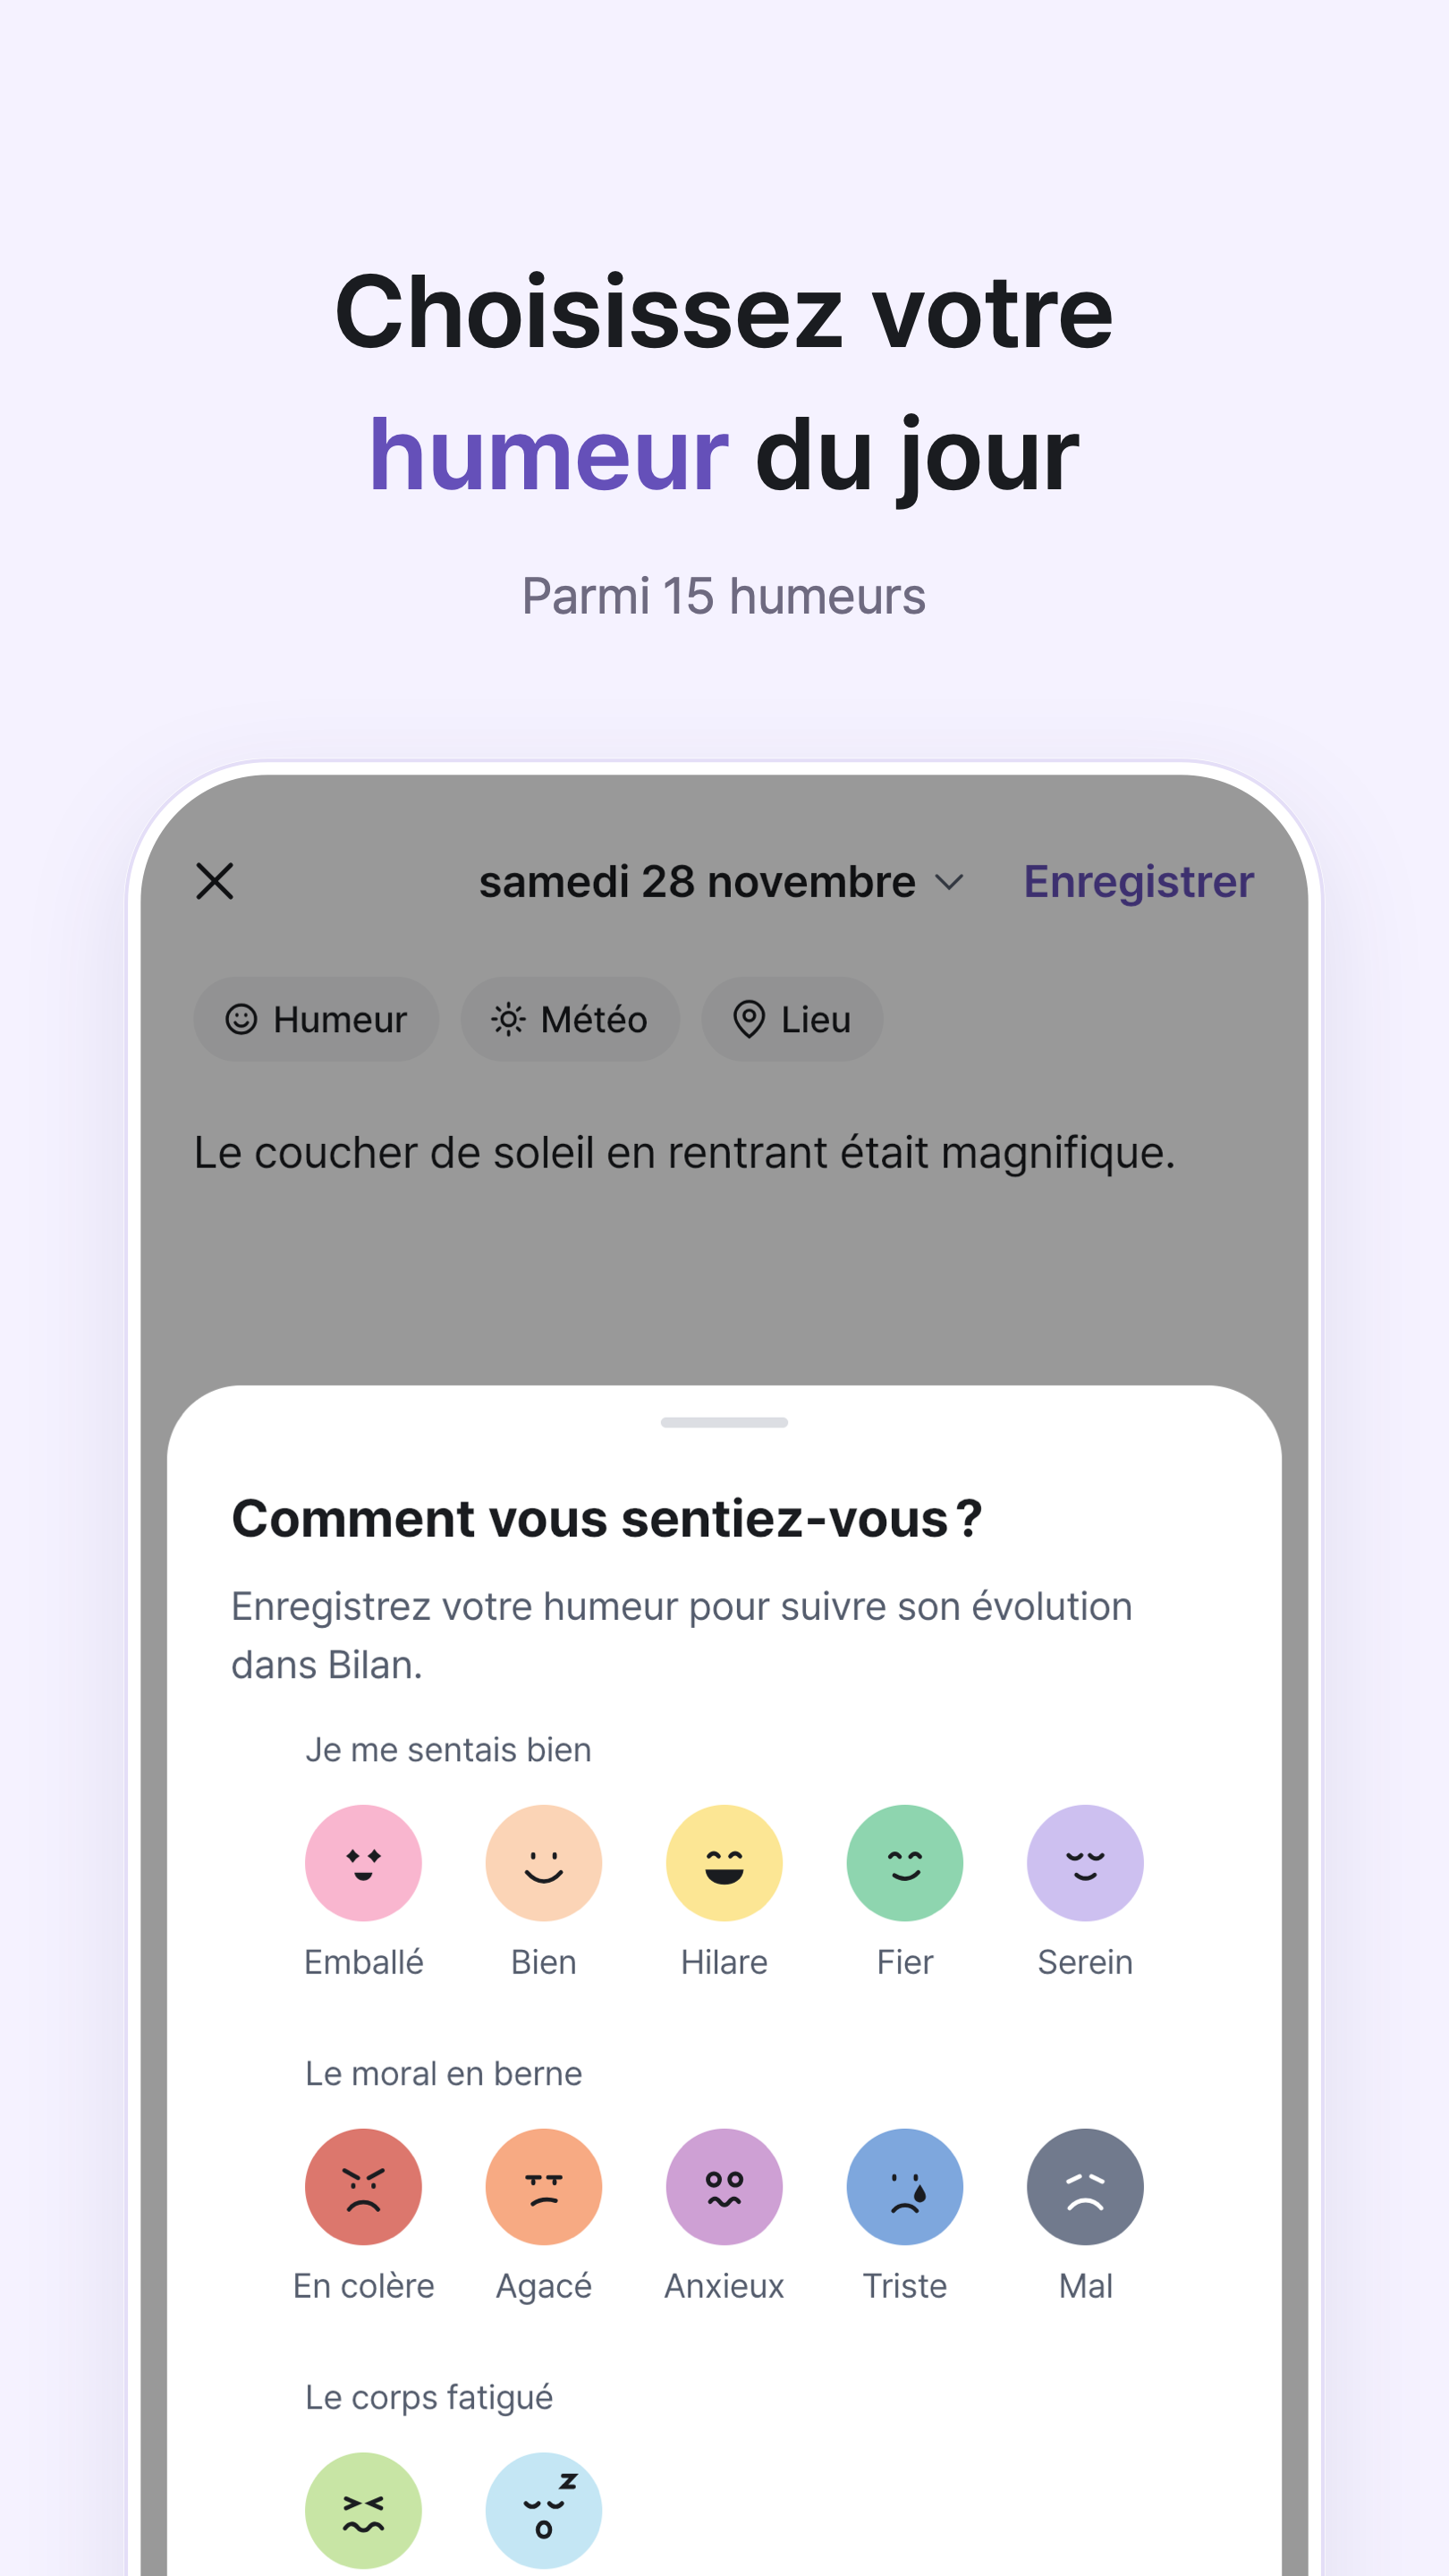 Choisissez votre
humeur du jour
Parmi 15 humeurs
samedi 28 novembre
Enregistrer
Humeur
Météo
Lieu
Le coucher de soleil en rentrant était magnifique.
Comment vous sentiez-vous ?
Enregistrez votre humeur pour suivre son évolution
dans Bilan.
Je me sentais bien
Emballé
Bien
Hilare
Fier
Serein
Le moral en berne
En colère
Agacé
Anxieux
Triste
Mal
Le corps fatigué
z